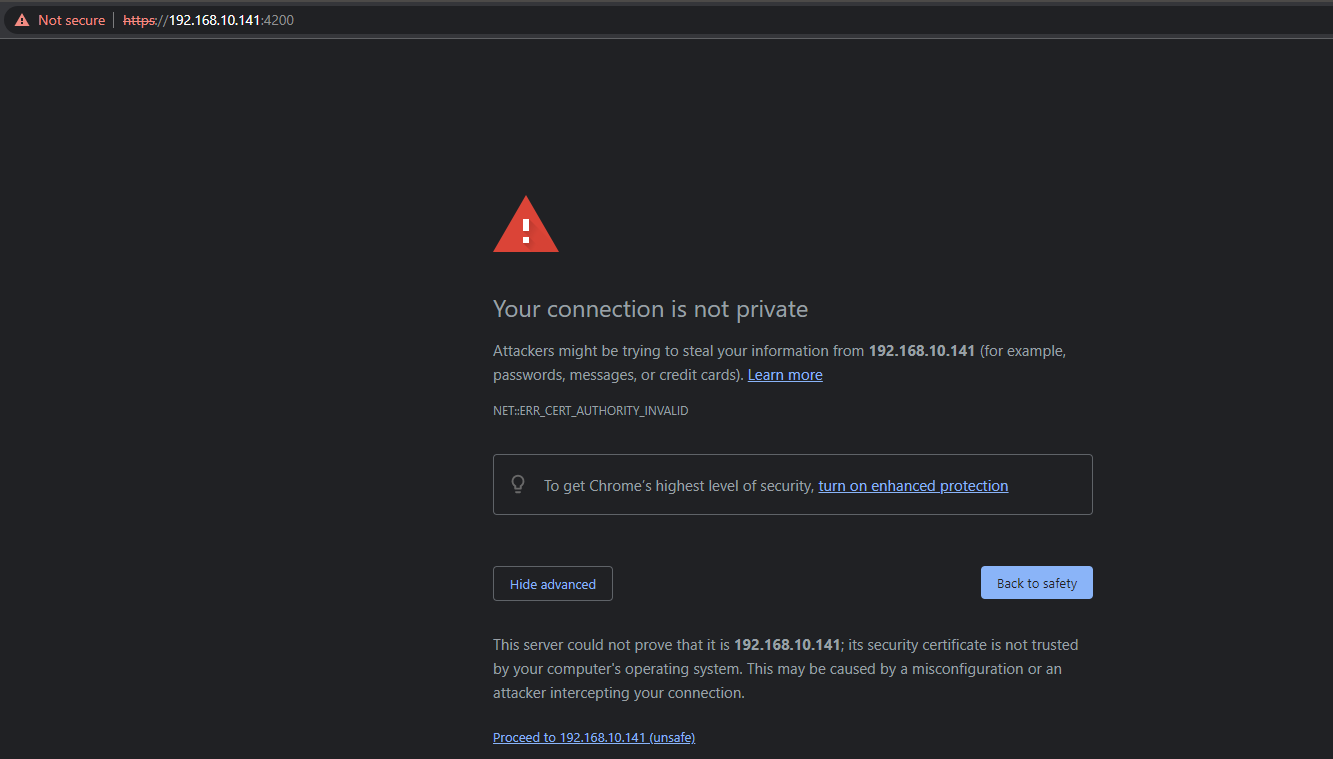 Not secure | https://192.168.10.141:4200
Your connection is not private
Attackers might be trying to steal your information from 192.168.10.141 (for example,
passwords, messages, or credit cards). Learn more
NET::ERR_CERT_AUTHORITY_INVALID
To get Chrome's highest level of security, turn on enhanced protection
Hide advanced
Back to safety
This server could not prove that it is 192.168.10.141; its security certificate is not trusted
by your computer's operating system. This may be caused by a misconfiguration or an
attacker intercepting your connection.
Proceed to 192.168.10.141 (unsafe)